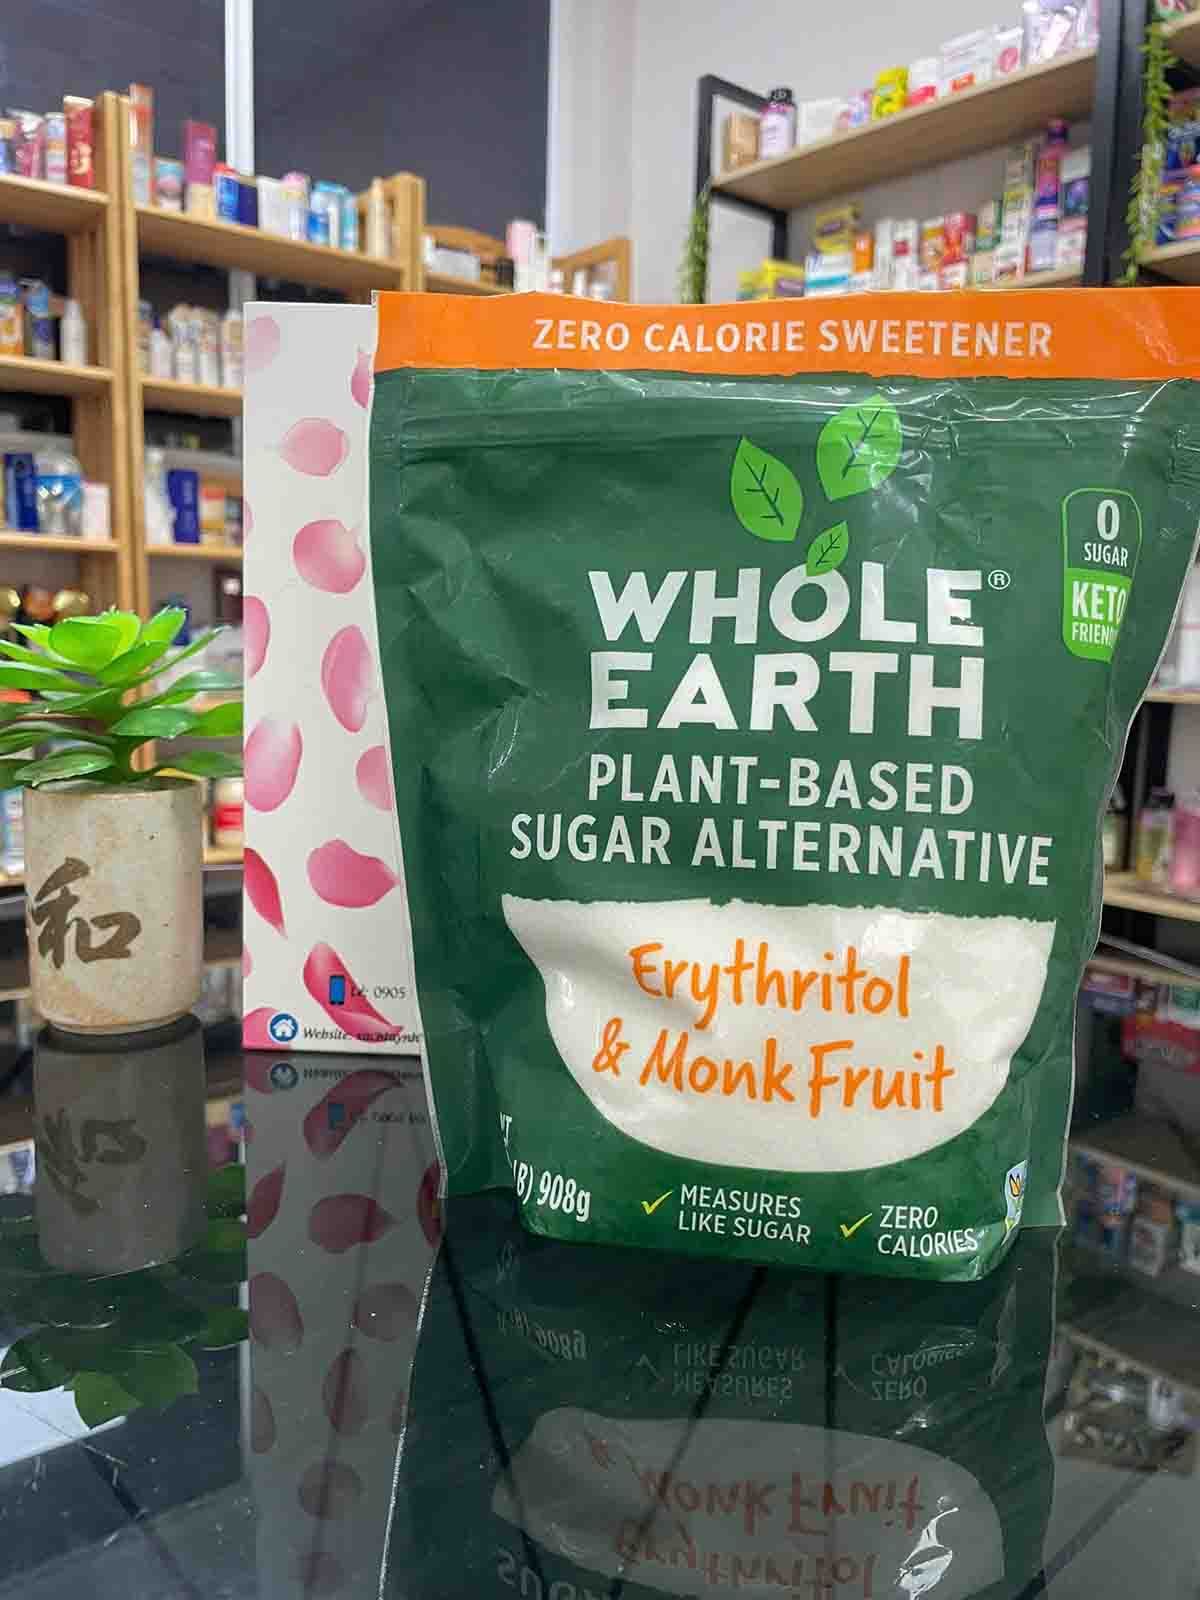 ZERO CALORIE SWEETENER
0
SUGAR
KETO
FRIEND
WHOLE®
EARTH
PLANT-BASED
SUGAR ALTERNATIVE
Erythritol
& Monk Fruit
908g
MEASURES
LIKE SUGAR
ZERO
CALORIES
和
0905
Website: